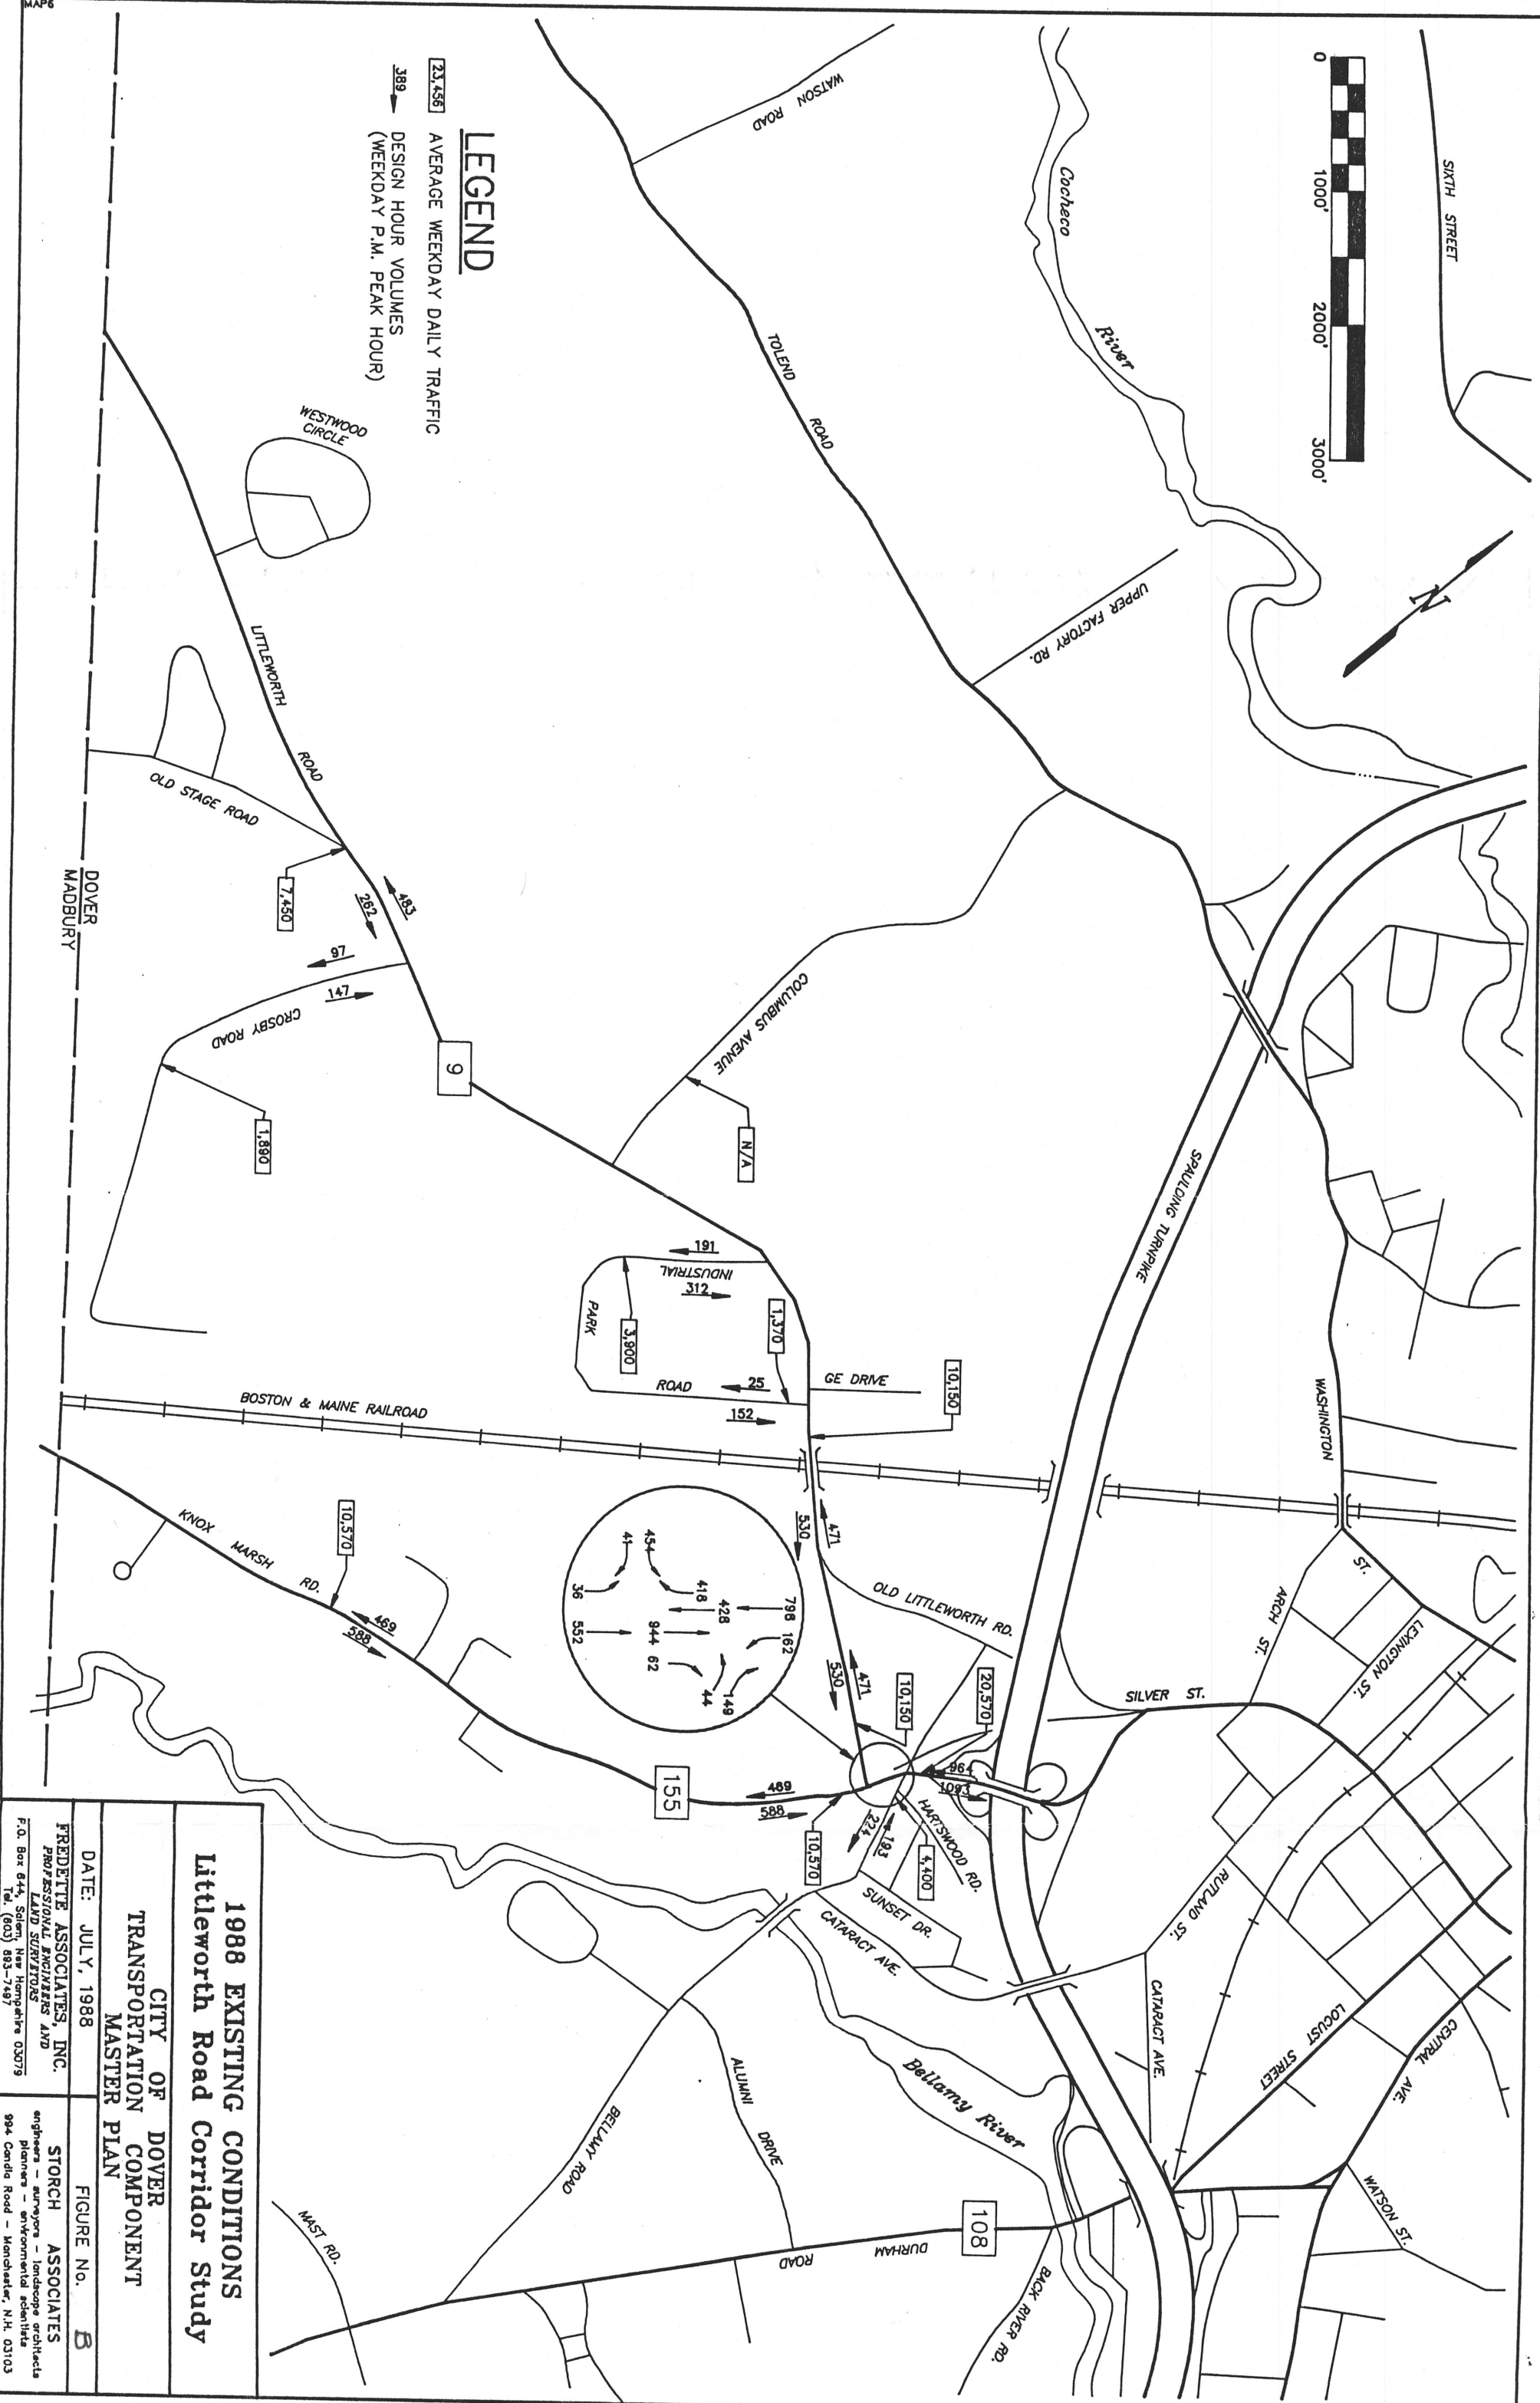 MAP6
SIXTH STREET
0
1000'
2000'
3000'
N
Cocheco
River
WATSON ROAD
TOLEND
ROAD
UPPER FACTORY RD.
LEGEND
23,456 AVERAGE WEEKDAY DAILY TRAFFIC
389 DESIGN HOUR VOLUMES
(WEEKDAY P.M. PEAK HOUR)
WESTWOOD
CIRCLE
LITTLEWORTH
ROAD
OLD STAGE ROAD
7,450
483
262
97
147
CROSBY ROAD
1,890
DOVER
MADBURY
9
COLUMBUS AVENUE
N/A
SPAULDING TURNPIKE
191
INDUSTRIAL
312
PARK
3,900
1,370
ROAD
25
152
GE DRIVE
10,150
BOSTON & MAINE RAILROAD
WASHINGTON
ST.
471
530
OLD LITTLEWORTH RD.
41
454
36
418
428
798
162
552
944
62
44
149
471
530
10,150
20,570
KNOX
MARSH
RD.
10,570
469
588
155
469
588
10,570
964
1093
HARTSWOOD RD.
193
224
4,400
SUNSET DR.
CATARACT AVE.
SILVER ST.
ARCH ST.
LEXINGTON ST.
RUTLAND ST.
CATARACT AVE.
LOCUST
STREET
CENTRAL
AVE.
WATSON ST.
Bellamy River
ALUMNI
DRIVE
BELLAMY ROAD
MAST RD.
108
DURHAM
ROAD
BACK RIVER RD.
1988 EXISTING CONDITIONS
Littleworth Road Corridor Study
CITY OF DOVER
TRANSPORTATION COMPONENT
MASTER PLAN
DATE: JULY, 1988
FIGURE No. B
FREDETTE ASSOCIATES, INC.
PROFESSIONAL ENGINEERS AND
LAND SURVEYORS
P.O. Box 644, Salem, New Hampshire 03079
Tel. (603) 893-7497
STORCH ASSOCIATES
engineers - surveyors - landscape architects
planners - environmental scientists
994 Candia Road - Manchester, N.H. 03103